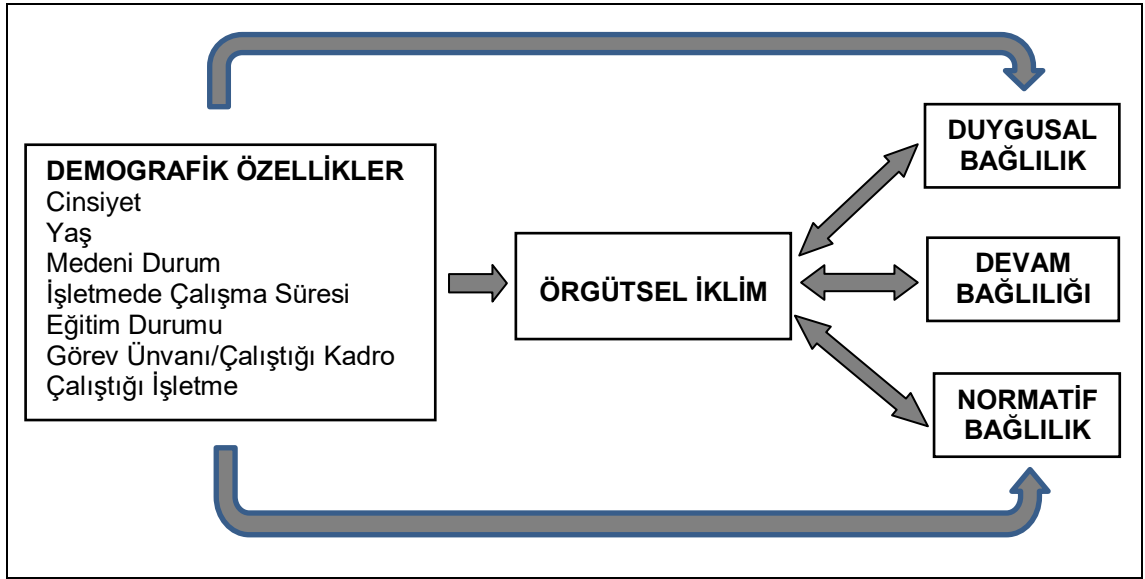 DEMOGRAFİK ÖZELLİKLER
Cinsiyet
Yaş
Medeni Durum
İşletmede Çalışma Süresi
Eğitim Durumu
Görev Ünvanı/Çalıştığı Kadro
Çalıştığı İşletme
ÖRGÜTSEL İKLİM
DUYGUSAL
BAĞLILIK
DEVAM
BAĞLILIĞI
NORMATİF
BAĞLILIK